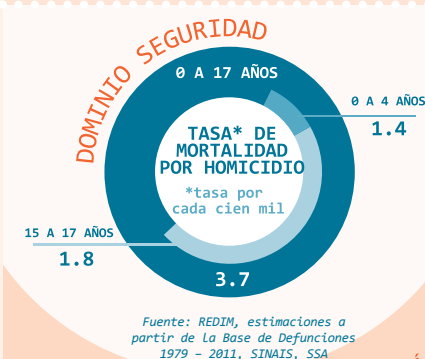 DOMINIO SEGURIDAD
0 A 17 AÑOS
0 A 4 AÑOS
1.4
TASA* DE
MORTALIDAD
POR HOMICIDIO
*tasa por
cada cien mil
15 A 17 AÑOS
1.8
3.7
Fuente: REDIM, estimaciones a
partir de la Base de Defunciones
1979 – 2011, SINAIS, SSA